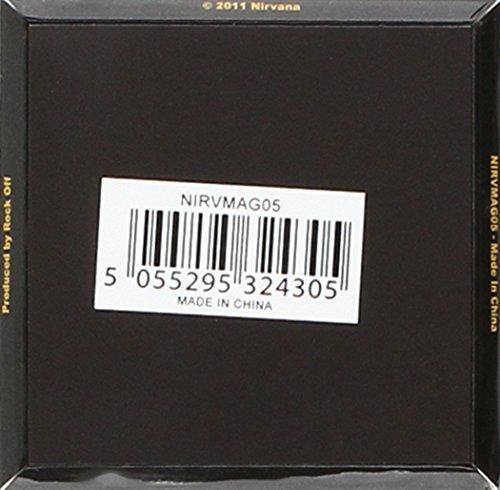 © 2011 Nirvana
Produced by Rock Off
NIRVMAG05
5 055295 324305
MADE IN CHINA
NIRVMAG05 - Made In China